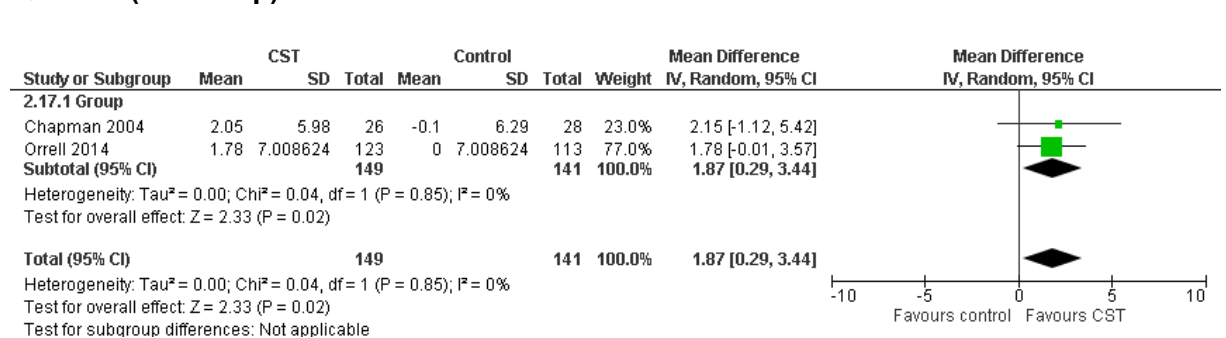 CST Control Mean Difference Mean Difference
Study or Subgroup Mean SD Total Mean SD Total Weight IV, Random, 95% CI IV, Random, 95% CI
2.17.1 Group
Chapman 2004 2.05 5.98 26 -0.1 6.29 28 23.0% 2.15 [-1.12, 5.42]
Orrell 2014 1.78 7.008624 123 0 7.008624 113 77.0% 1.78 [-0.01, 3.57]
Subtotal (95% CI) 149 141 100.0% 1.87 [0.29, 3.44]
Heterogeneity: Tau² = 0.00; Chi² = 0.04, df = 1 (P = 0.85); I² = 0%
Test for overall effect: Z = 2.33 (P = 0.02)
Total (95% CI) 149 141 100.0% 1.87 [0.29, 3.44]
Heterogeneity: Tau² = 0.00; Chi² = 0.04, df = 1 (P = 0.85); I² = 0%
Test for overall effect: Z = 2.33 (P = 0.02)
Test for subgroup differences: Not applicable
-10 -5 0 5 10
Favours control Favours CST